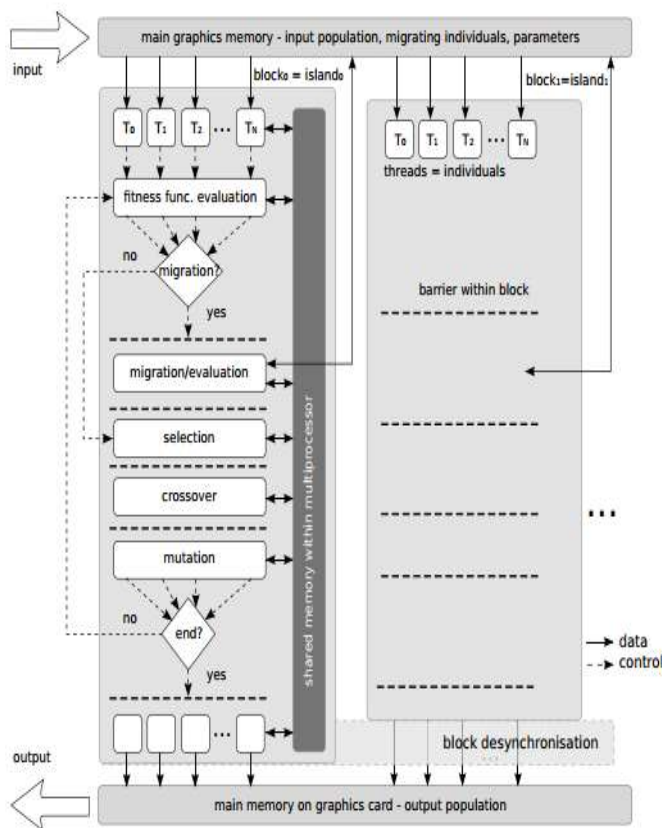 main graphics memory - input population, migrating individuals, parameters
input
block₀ = island₀
block₁=island₁
T₀ T₁ T₂ ... T_N
T₀ T₁ T₂ ... T_N
threads = individuals
fitness func. evaluation
no
migration?
yes
barrier within block
migration/evaluation
selection
crossover
mutation
shared memory within multiprocessor
...
no
end?
yes
data
control
...
block desynchronisation
...
output
main memory on graphics card - output population